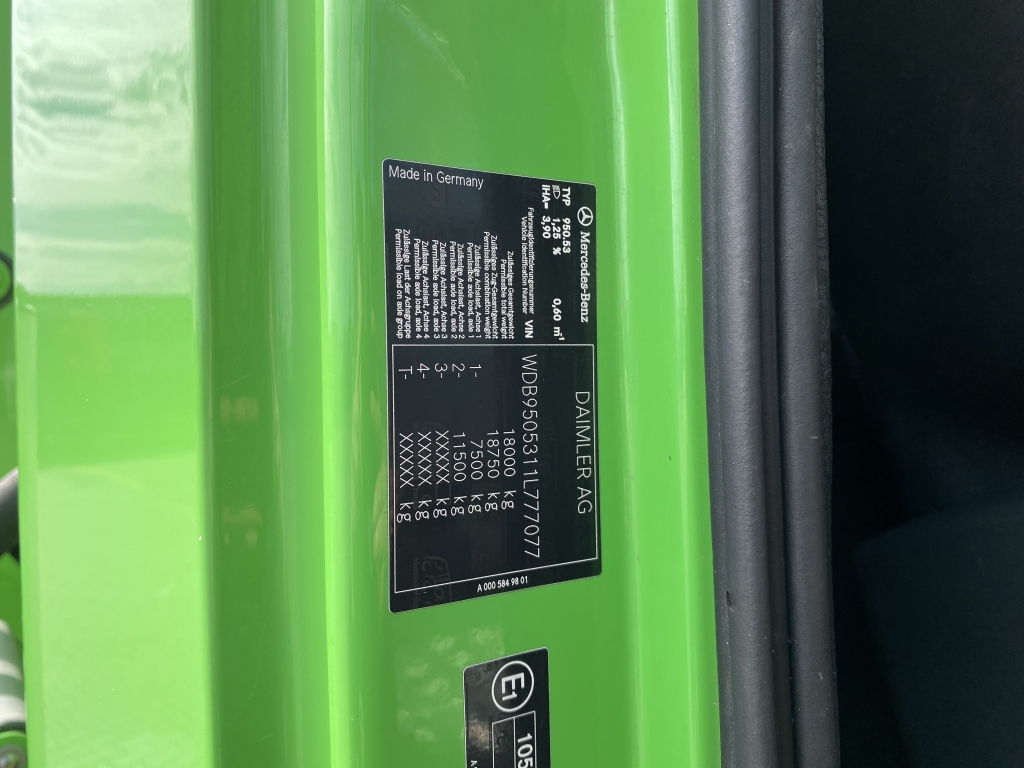 Mercedes-Benz
DAIMLER AG
TYP 950.53 0,60 m⁻¹
1,25 %
IHA= 3,90
Fahrzeugidentifizierungsnummer
Vehicle Identification Number VIN WDB9505311L777077
Zulässiges Gesamtgewicht
Permissible total weight 18000 kg
Zulässiges Zug-Gesamtgewicht
Permissible combination weight 18750 kg
Zulässige Achslast, Achse 1
Permissible axle load, axle 1 1- 7500 kg
Zulässige Achslast, Achse 2
Permissible axle load, axle 2 2- 11500 kg
Zulässige Achslast, Achse 3
Permissible axle load, axle 3 3- XXXXX kg
Zulässige Achslast, Achse 4
Permissible axle load, axle 4 4- XXXXX kg
Zulässige Last der Achsgruppe
Permissible load on axle group T- XXXXX kg
Made in Germany
A 000 584 98 01
E1
105